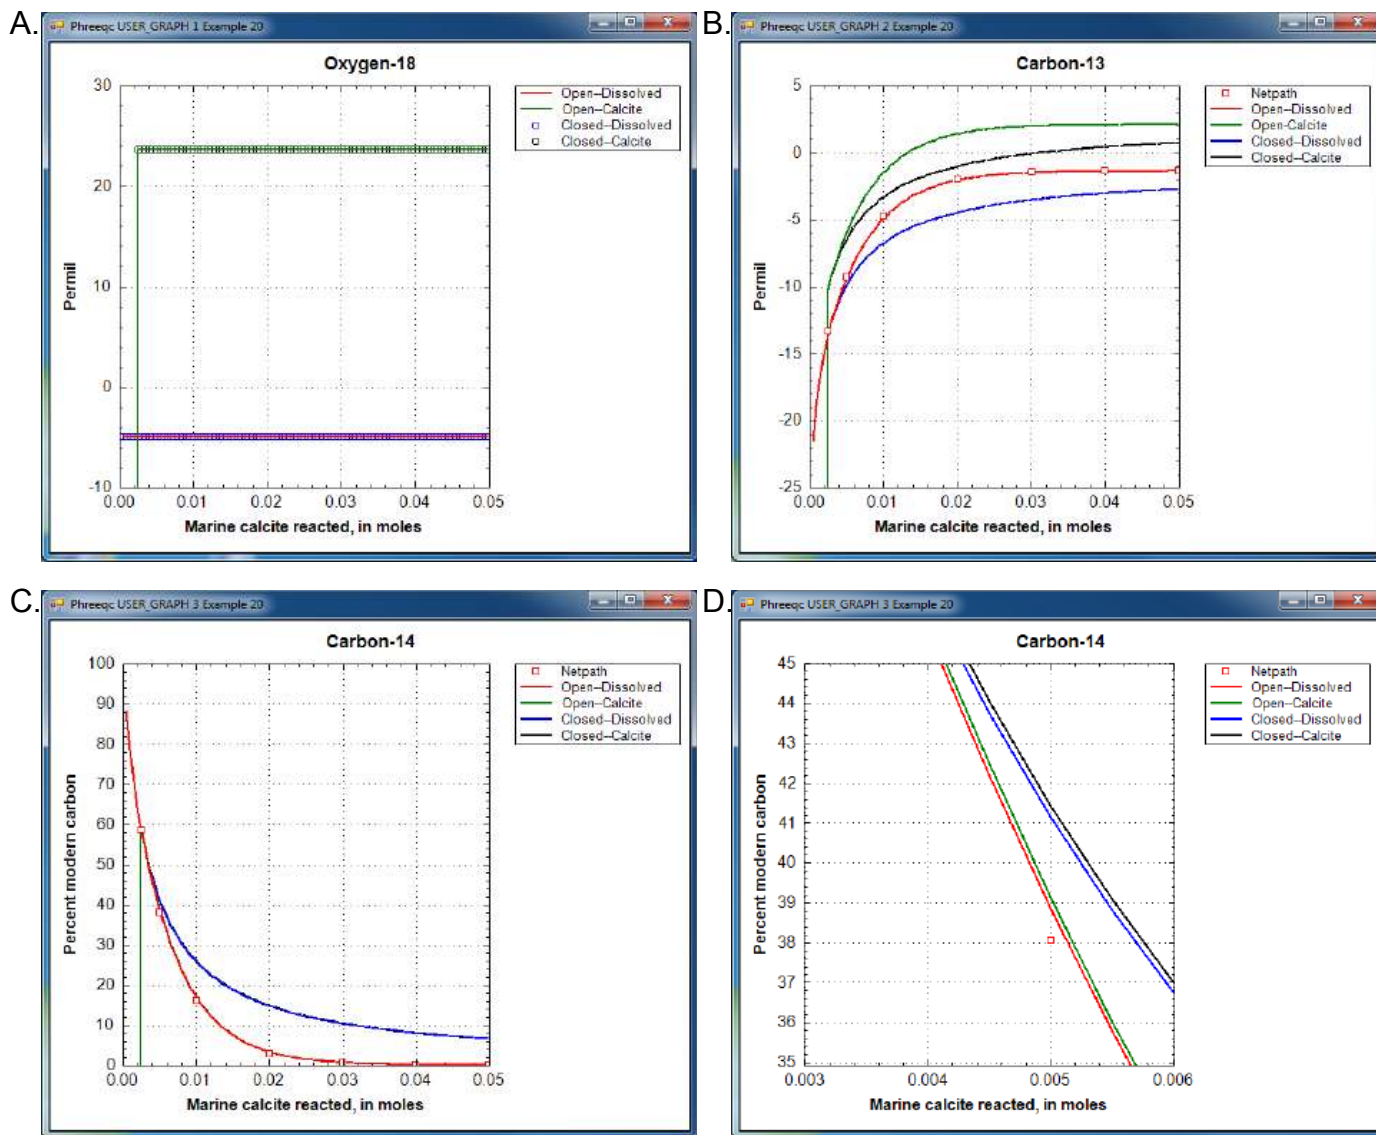 A.
Phreeqc USER_GRAPH 1 Example 20
Oxygen-18
30
20
10
0
-10
Permil
0.00 0.01 0.02 0.03 0.04 0.05
Marine calcite reacted, in moles
Open--Dissolved
Open--Calcite
Closed--Dissolved
Closed--Calcite
B.
Phreeqc USER_GRAPH 2 Example 20
Carbon-13
5
0
-5
-10
-15
-20
-25
Permil
0.00 0.01 0.02 0.03 0.04 0.05
Marine calcite reacted, in moles
Netpath
Open--Dissolved
Open-Calcite
Closed--Dissolved
Closed--Calcite
C.
Phreeqc USER_GRAPH 3 Example 20
Carbon-14
100
90
80
70
60
50
40
30
20
10
0
Percent modern carbon
0.00 0.01 0.02 0.03 0.04 0.05
Marine calcite reacted, in moles
Netpath
Open--Dissolved
Open--Calcite
Closed--Dissolved
Closed--Calcite
D.
Phreeqc USER_GRAPH 3 Example 20
Carbon-14
45
44
43
42
41
40
39
38
37
36
35
Percent modern carbon
0.003 0.004 0.005 0.006
Marine calcite reacted, in moles
Netpath
Open--Dissolved
Open--Calcite
Closed--Dissolved
Closed--Calcite